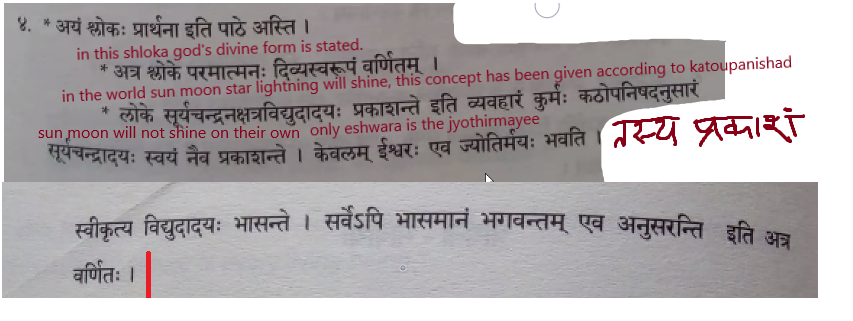 ४. * अयं श्लोकः प्रार्थना इति पाठे अस्ति ।
in this shloka god's divine form is stated.
* अत्र श्लोके परमात्मनः दिव्यस्वरूपं वर्णितम् ।
in the world sun moon star lightning will shine, this concept has been given according to katoupanishad
* लोके सूर्यचन्द्रनक्षत्रविद्युदादयः प्रकाशन्ते इति व्यवहारं कुर्मः कठोपनिषदनुसारं
sun moon will not shine on their own only eshwara is the jyothirmayee
सूर्यचन्द्रादयः स्वयं नैव प्रकाशन्ते । केवलम् ईश्वरः एव ज्योतिर्मयः भवति । तस्य प्रकाशं
स्वीकृत्य विद्युदादयः भासन्ते । सर्वेऽपि भासमानं भगवन्तम् एव अनुसरन्ति इति अत्र
वर्णितः ।